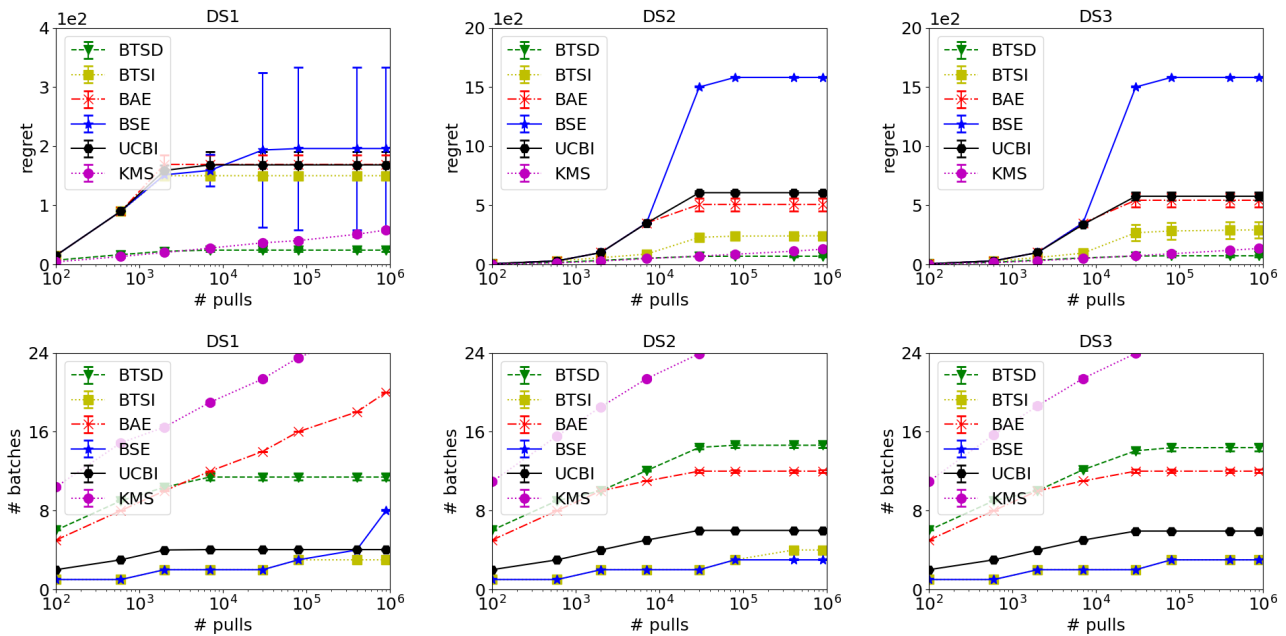 DS1
1e2
regret
4
3
2
1
0
BTSD
BTSI
BAE
BSE
UCBI
KMS
10^2 10^3 10^4 10^5 10^6
# pulls
DS2
1e2
regret
20
15
10
5
0
BTSD
BTSI
BAE
BSE
UCBI
KMS
10^2 10^3 10^4 10^5 10^6
# pulls
DS3
1e2
regret
20
15
10
5
0
BTSD
BTSI
BAE
BSE
UCBI
KMS
10^2 10^3 10^4 10^5 10^6
# pulls
DS1
# batches
24
16
8
0
BTSD
BTSI
BAE
BSE
UCBI
KMS
10^2 10^3 10^4 10^5 10^6
# pulls
DS2
# batches
24
16
8
0
BTSD
BTSI
BAE
BSE
UCBI
KMS
10^2 10^3 10^4 10^5 10^6
# pulls
DS3
# batches
24
16
8
0
BTSD
BTSI
BAE
BSE
UCBI
KMS
10^2 10^3 10^4 10^5 10^6
# pulls